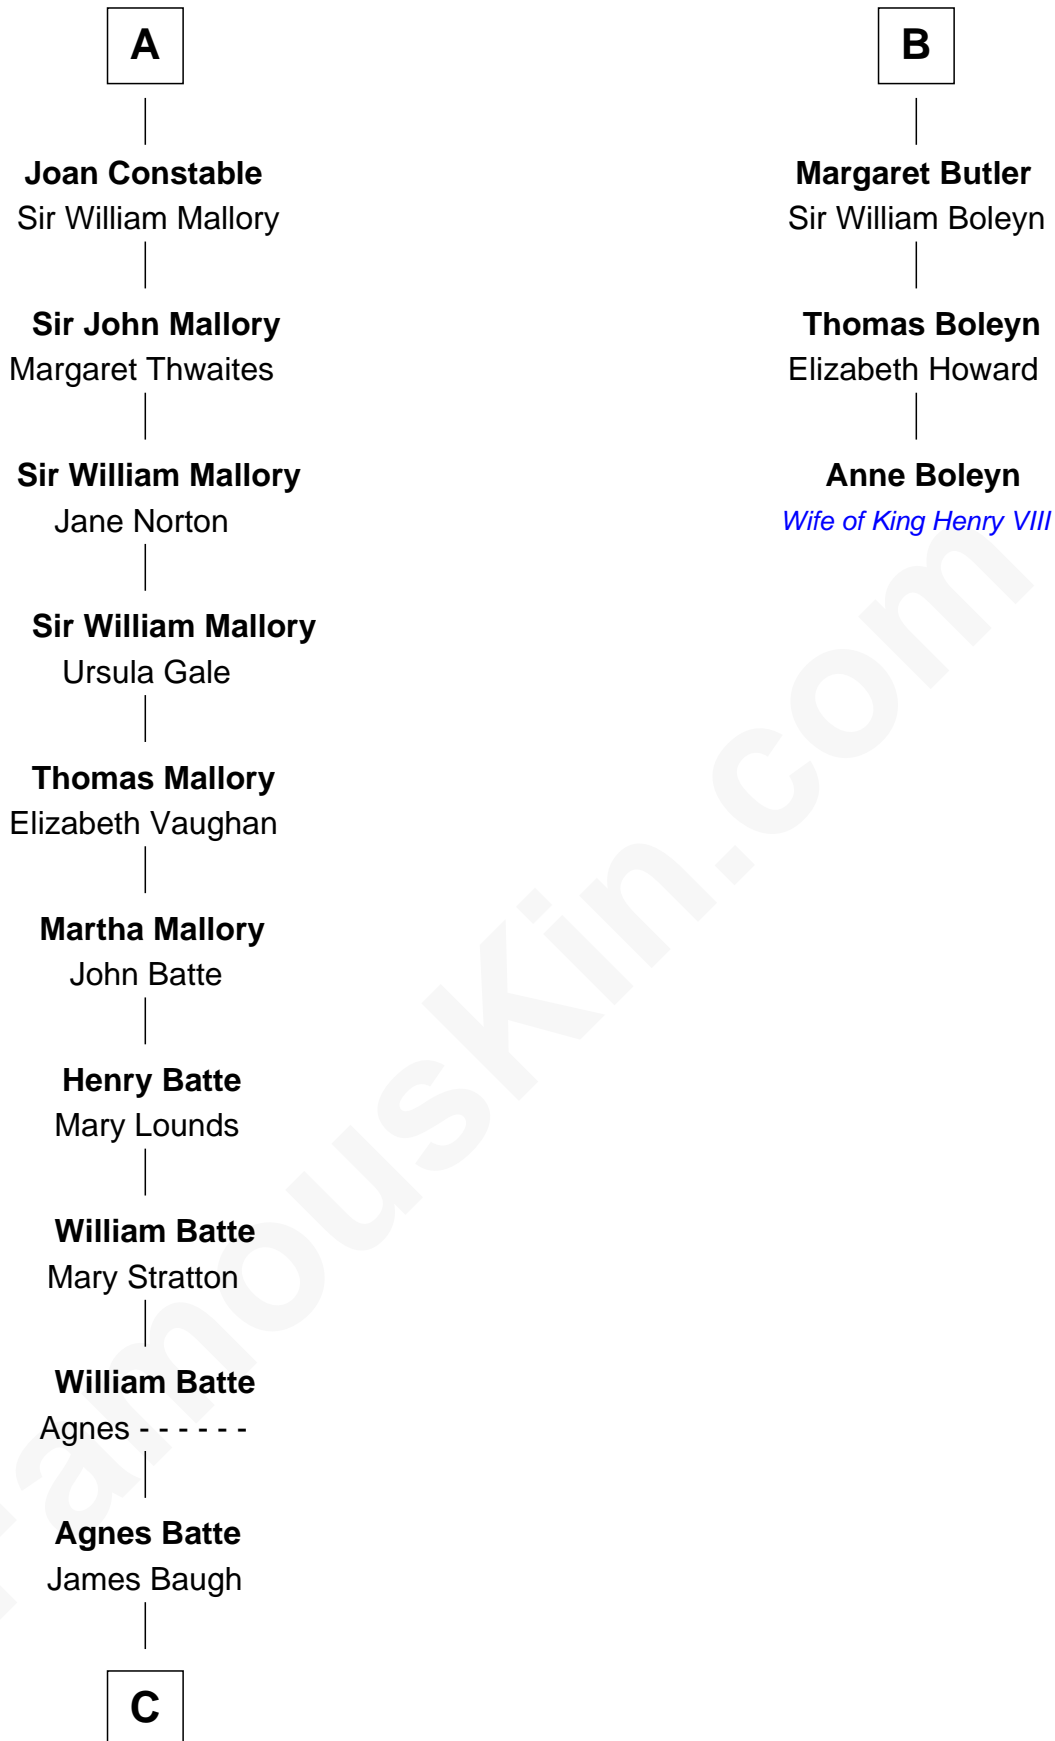 A
Joan Constable
Sir William Mallory
Sir John Mallory
Margaret Thwaites
Sir William Mallory
Jane Norton
Sir William Mallory
Ursula Gale
Thomas Mallory
Elizabeth Vaughan
Martha Mallory
John Batte
Henry Batte
Mary Lounds
William Batte
Mary Stratton
William Batte
Agnes - - - - - -
Agnes Batte
James Baugh
C
B
Margaret Butler
Sir William Boleyn
Thomas Boleyn
Elizabeth Howard
Anne Boleyn
Wife of King Henry VIII
FamousKin.com